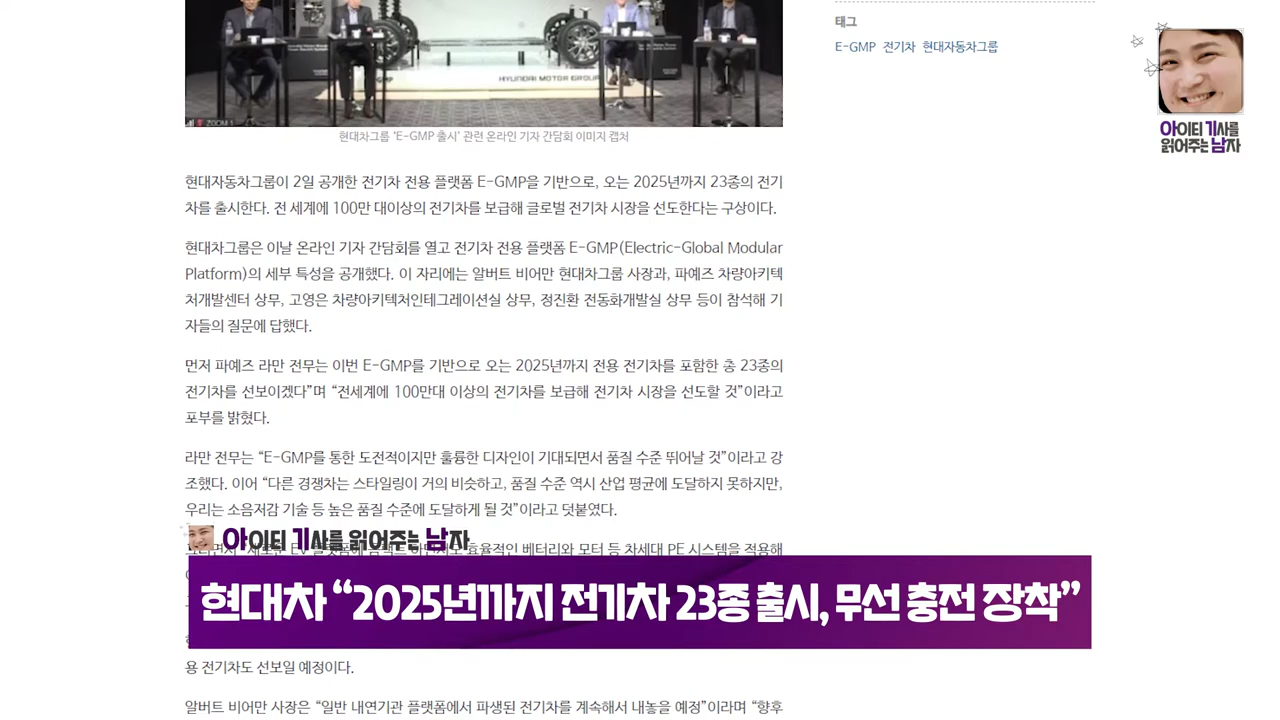 HYUNDAI MOTOR GROUP
ZOOM 1
현대차그룹 'E-GMP 출시' 관련 온라인 기자 간담회 이미지 캡처
현대자동차그룹이 2일 공개한 전기차 전용 플랫폼 E-GMP을 기반으로, 오는 2025년까지 23종의 전기
차를 출시한다. 전 세계에 100만 대이상의 전기차를 보급해 글로벌 전기차 시장을 선도한다는 구상이다.
현대차그룹은 이날 온라인 기자 간담회를 열고 전기차 전용 플랫폼 E-GMP(Electric-Global Modular
Platform)의 세부 특성을 공개했다. 이 자리에는 알버트 비어만 현대차그룹 사장과, 파예즈 차량아키텍
처개발센터 상무, 고영은 차량아키텍처인테그레이션실 상무, 정진환 전동화개발실 상무 등이 참석해 기
자들의 질문에 답했다.
먼저 파예즈 라만 전무는 이번 E-GMP를 기반으로 오는 2025년까지 전용 전기차를 포함한 총 23종의
전기차를 선보이겠다”며 “전세계에 100만대 이상의 전기차를 보급해 전기차 시장을 선도할 것”이라고
포부를 밝혔다.
라만 전무는 “E-GMP를 통한 도전적이지만 훌륭한 디자인이 기대되면서 품질 수준 뛰어날 것”이라고 강
조했다. 이어 “다른 경쟁차는 스타일링이 거의 비슷하고, 품질 수준 역시 산업 평균에 도달하지 못하지만,
우리는 소음저감 기술 등 높은 품질 수준에 도달하게 될 것”이라고 덧붙였다.
효율적인 베터리와 모터 등 차세대 PE 시스템을 적용해
아이티 기사를 읽어주는 남자
현대차 “2025년까지 전기차 23종 출시, 무선 충전 장착”
용 전기차도 선보일 예정이다.
알버트 비어만 사장은 “일반 내연기관 플랫폼에서 파생된 전기차를 계속해서 내놓을 예정”이라며 “향후
태그
E-GMP 전기차 현대자동차그룹
아이티 기사를
읽어주는 남자